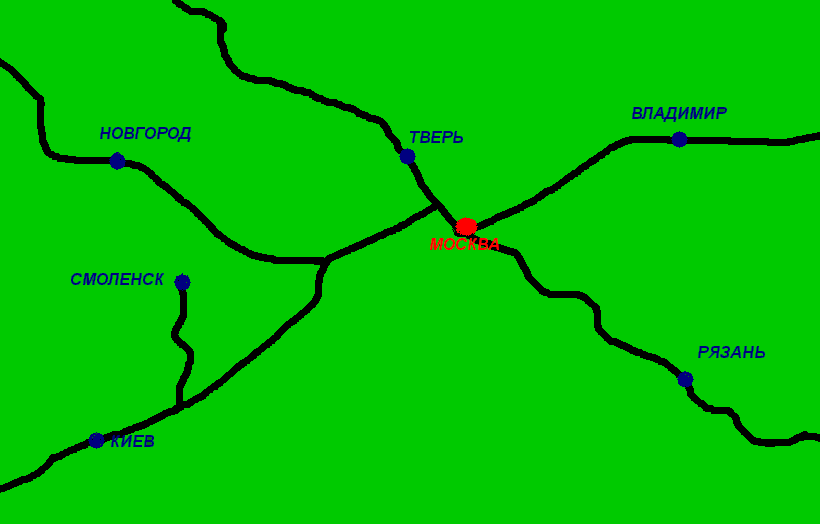 ВЛАДИМИР
НОВГОРОД
ТВЕРЬ
МОСКВА
СМОЛЕНСК
РЯЗАНЬ
КИЕВ